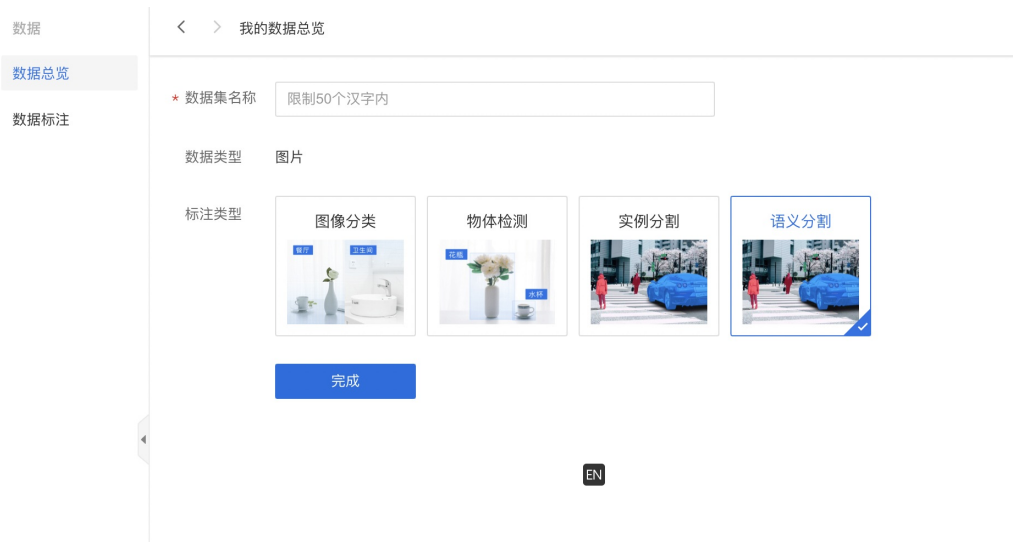 数据
我的数据总览
数据总览
数据标注
* 数据集名称
限制50个汉字内
数据类型
图片
标注类型
图像分类
餐厅
卫生间
物体检测
花瓶
水杯
实例分割
语义分割
完成
EN